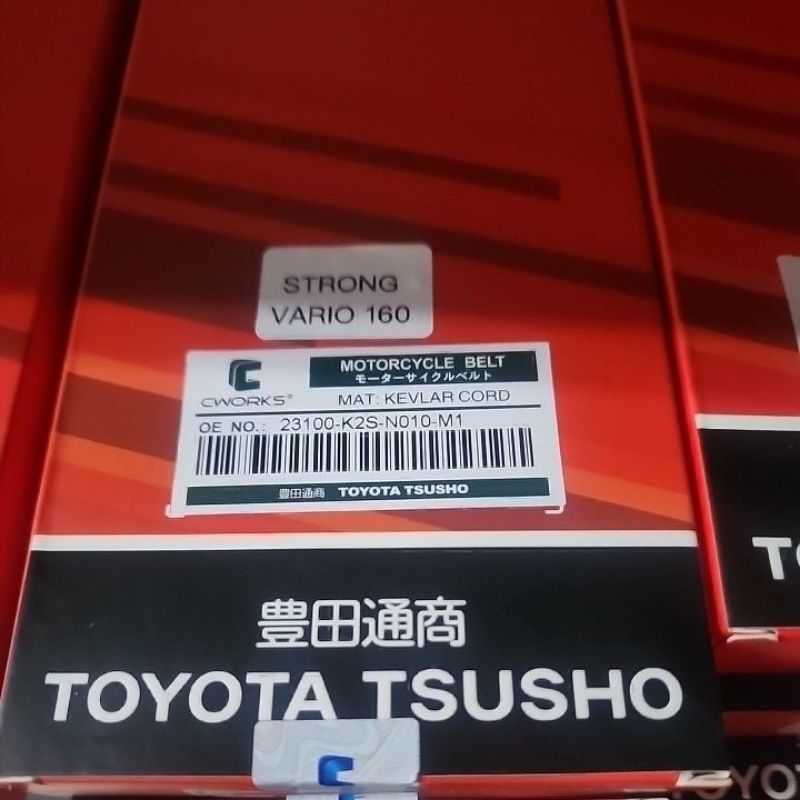 STRONG
VARIO 160
CWORKS®
MOTORCYCLE BELT
モーターサイクルベルト
MAT: KEVLAR CORD
OE NO.: 23100-K2S-N010-M1
豊田通商 TOYOTA TSUSHO
豊田通商
TOYOTA TSUSHO
T
OYO